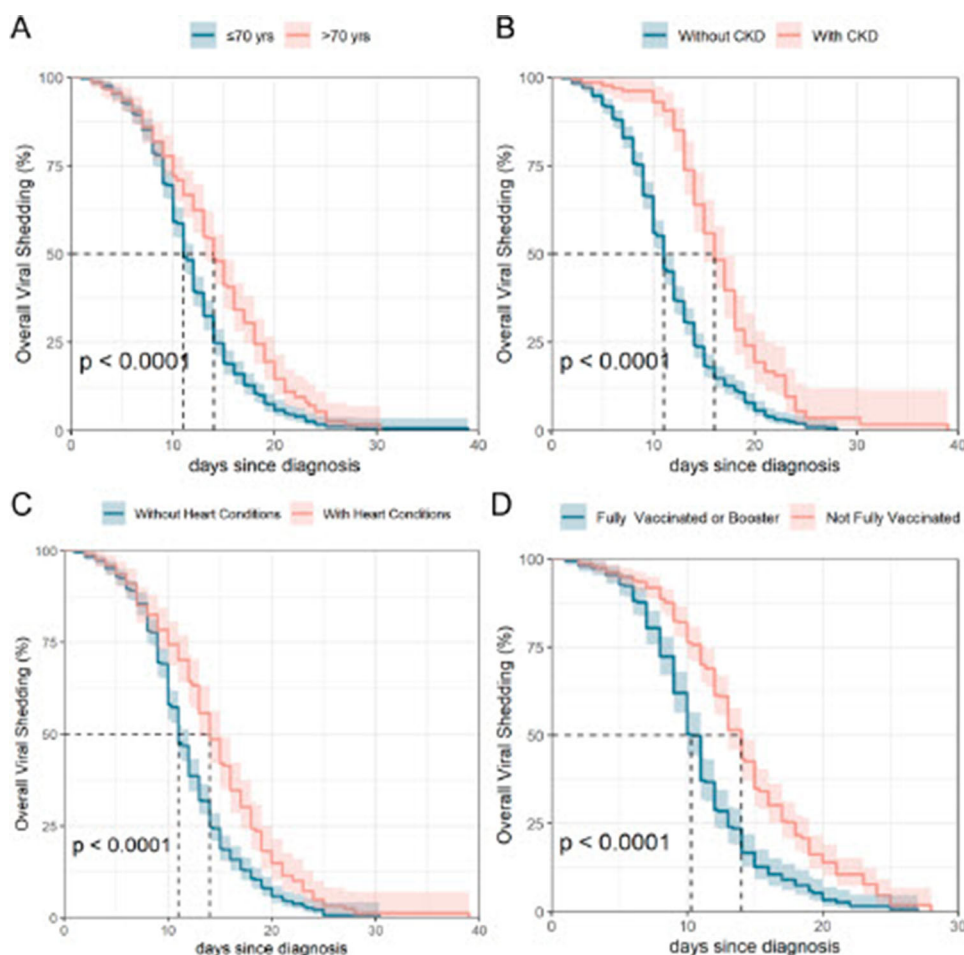 A
≤70 yrs >70 yrs
Overall Viral Shedding (%)
100
75
50
25
0
p < 0.0001
0 10 20 30 40
days since diagnosis
B
Without CKD With CKD
Overall Viral Shedding (%)
100
75
50
25
0
p < 0.0001
0 10 20 30 40
days since diagnosis
C
Without Heart Conditions With Heart Conditions
Overall Viral Shedding (%)
100
75
50
25
0
p < 0.0001
0 10 20 30 40
days since diagnosis
D
Fully Vaccinated or Booster Not Fully Vaccinated
Overall Viral Shedding (%)
100
75
50
25
0
p < 0.0001
0 10 20 30
days since diagnosis